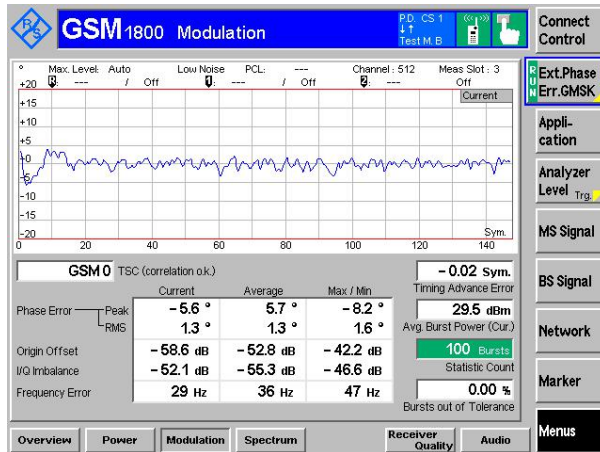 R/S
GSM 1800 Modulation
P.D. CS 1
Test M. B
Connect Control
° Max. Level: Auto Low Noise PCL: --- Channel : 512 Meas Slot : 3
--- / Off --- / Off --- Off
Current
+20
+15
+10
+5
±0
-5
-10
-15
-20
Sym.
0 20 40 60 80 100 120 140
RUN
Ext.Phase Err.GMSK
Appli-
cation
Analyzer Level Trg.
MS Signal
BS Signal
Network
Marker
Menus
GSM 0 TSC (correlation o.k.)
– 0.02 Sym.
Timing Advance Error
Current Average Max / Min
Phase Error Peak – 5.6 ° 5.7 ° – 8.2 °
RMS 1.3 ° 1.3 ° 1.6 °
29.5 dBm
Avg. Burst Power (Cur.)
Origin Offset – 58.6 dB – 52.8 dB – 42.2 dB
100 Bursts
Statistic Count
I/Q Imbalance – 52.1 dB – 55.3 dB – 46.6 dB
Frequency Error 29 Hz 36 Hz 47 Hz
0.00 %
Bursts out of Tolerance
Overview Power Modulation Spectrum Receiver Quality Audio